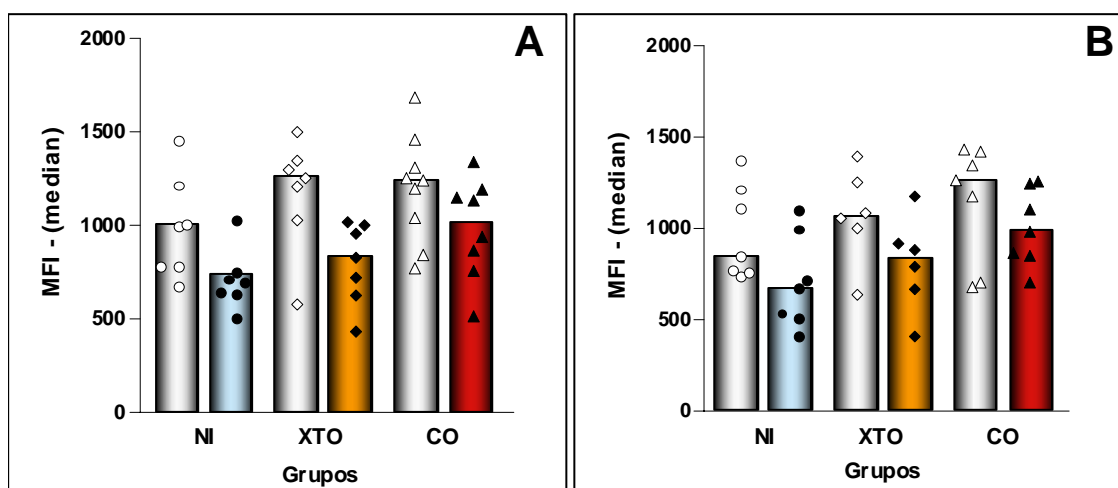 A
2000
1500
1000
500
0
MFI - (median)
NI XTO CO
Grupos
B
2000
1500
1000
500
0
MFI - (median)
NI XTO CO
Grupos